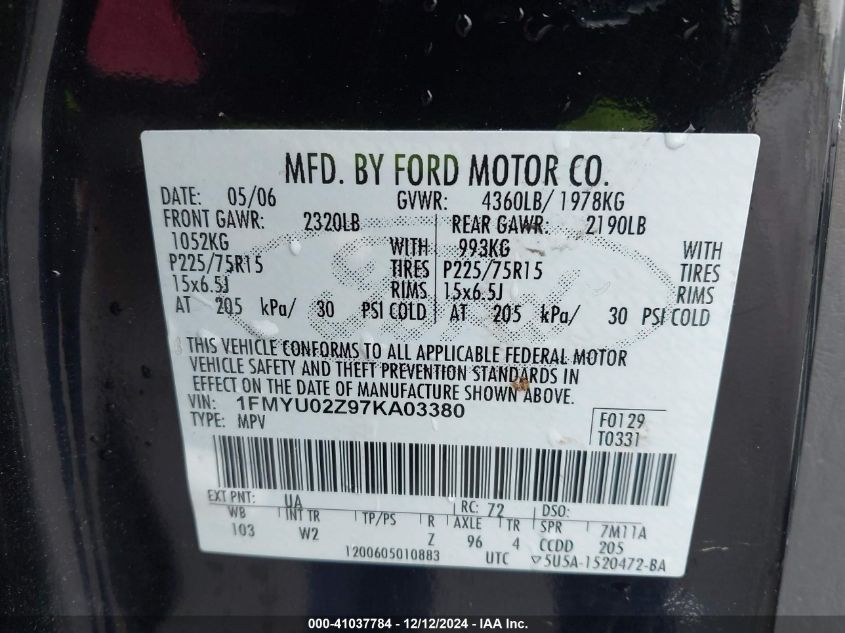 MFD. BY FORD MOTOR CO.
DATE: 05/06 GVWR: 4360LB/ 1978KG
FRONT GAWR: 2320LB REAR GAWR: 2190LB
1052KG WITH 993KG WITH
P225/75R15 TIRES P225/75R15 TIRES
15x6.5J RIMS 15x6.5J RIMS
AT 205 kPa/ 30 PSI COLD AT 205 kPa/ 30 PSI COLD
THIS VEHICLE CONFORMS TO ALL APPLICABLE FEDERAL MOTOR
VEHICLE SAFETY AND THEFT PREVENTION STANDARDS IN
EFFECT ON THE DATE OF MANUFACTURE SHOWN ABOVE.
VIN: 1FMYU02Z97KA03380 F0129
TYPE: MPV T0331
EXT PNT: UA RC: 72 DSO:
WB INT TR TP/PS R AXLE TR SPR 7M11A
103 W2 Z 96 4 CCDD 205
1200605010883 UTC ▽5U5A-1520472-BA
000-41037784 - 12/12/2024 - IAA Inc.